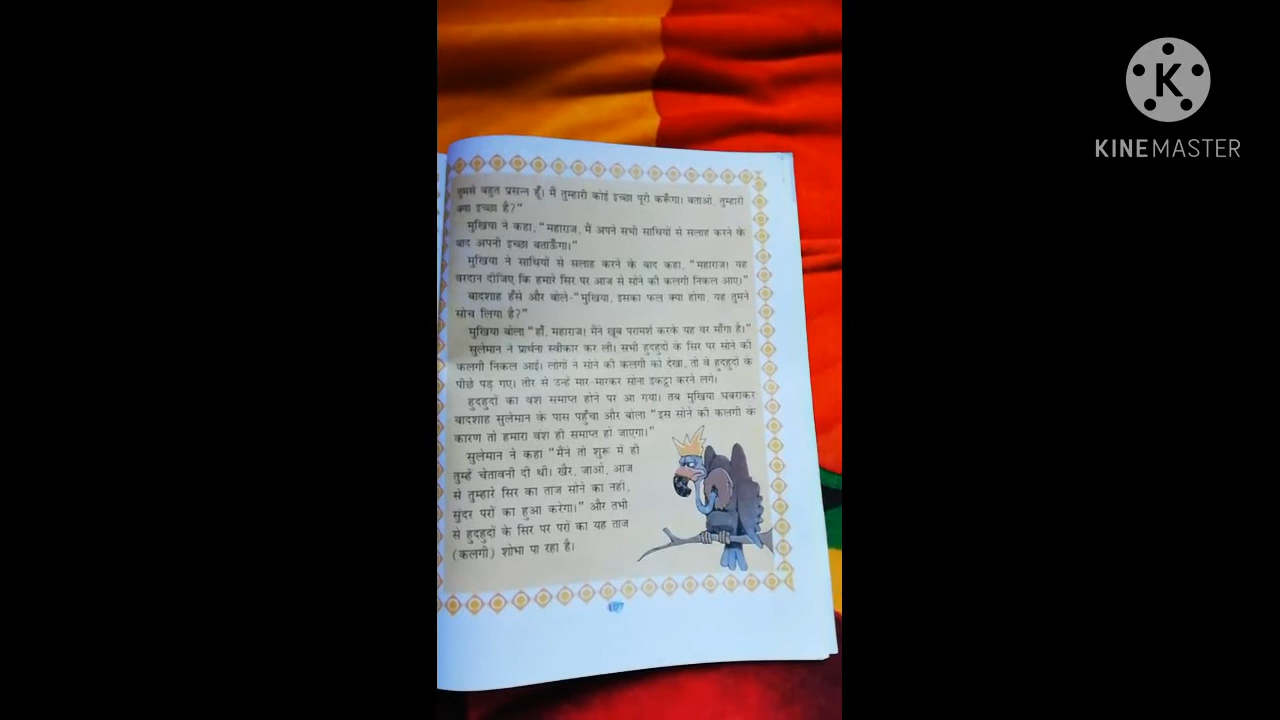 तुमसे बहुत प्रसन्न हूँ। मैं तुम्हारी कोई इच्छा पूरी करूँगा। बताओ, तुम्हारी
क्या इच्छा है?"
मुखिया ने कहा, "महाराज, मैं अपने सभी साथियों से सलाह करने के
बाद अपनी इच्छा बताऊँगा।"
मुखिया ने साथियों से सलाह करने के बाद कहा, "महाराज! यह
वरदान दीजिए कि हमारे सिर पर आज से सोने की कलगी निकल आए।"
बादशाह हँसे और बोले-"मुखिया, इसका फल क्या होगा, यह तुमने
सोच लिया है?"
मुखिया बोला "हाँ, महाराज! मैंने खूब परामर्श करके यह वर माँगा है।"
सुलेमान ने प्रार्थना स्वीकार कर ली। सभी हुदहुदों के सिर पर सोने की
कलगी निकल आई। लोगों ने सोने की कलगी को देखा, तो वे हुदहुदों के
पीछे पड़ गए। तीर से उन्हें मार-मारकर सोना इकट्ठा करने लगे।
हुदहुदों का वंश समाप्त होने पर आ गया। तब मुखिया घबराकर
बादशाह सुलेमान के पास पहुँचा और बोला "इस सोने की कलगी के
कारण तो हमारा वंश ही समाप्त हो जाएगा।"
सुलेमान ने कहा "मैंने तो शुरू में ही
तुम्हें चेतावनी दी थी। खैर, जाओ, आज
से तुम्हारे सिर का ताज सोने का नहीं,
सुंदर परों का हुआ करेगा।" और तभी
से हुदहुदों के सिर पर परों का यह ताज
(कलगी) शोभा पा रहा है।
107
K
KINEMASTER